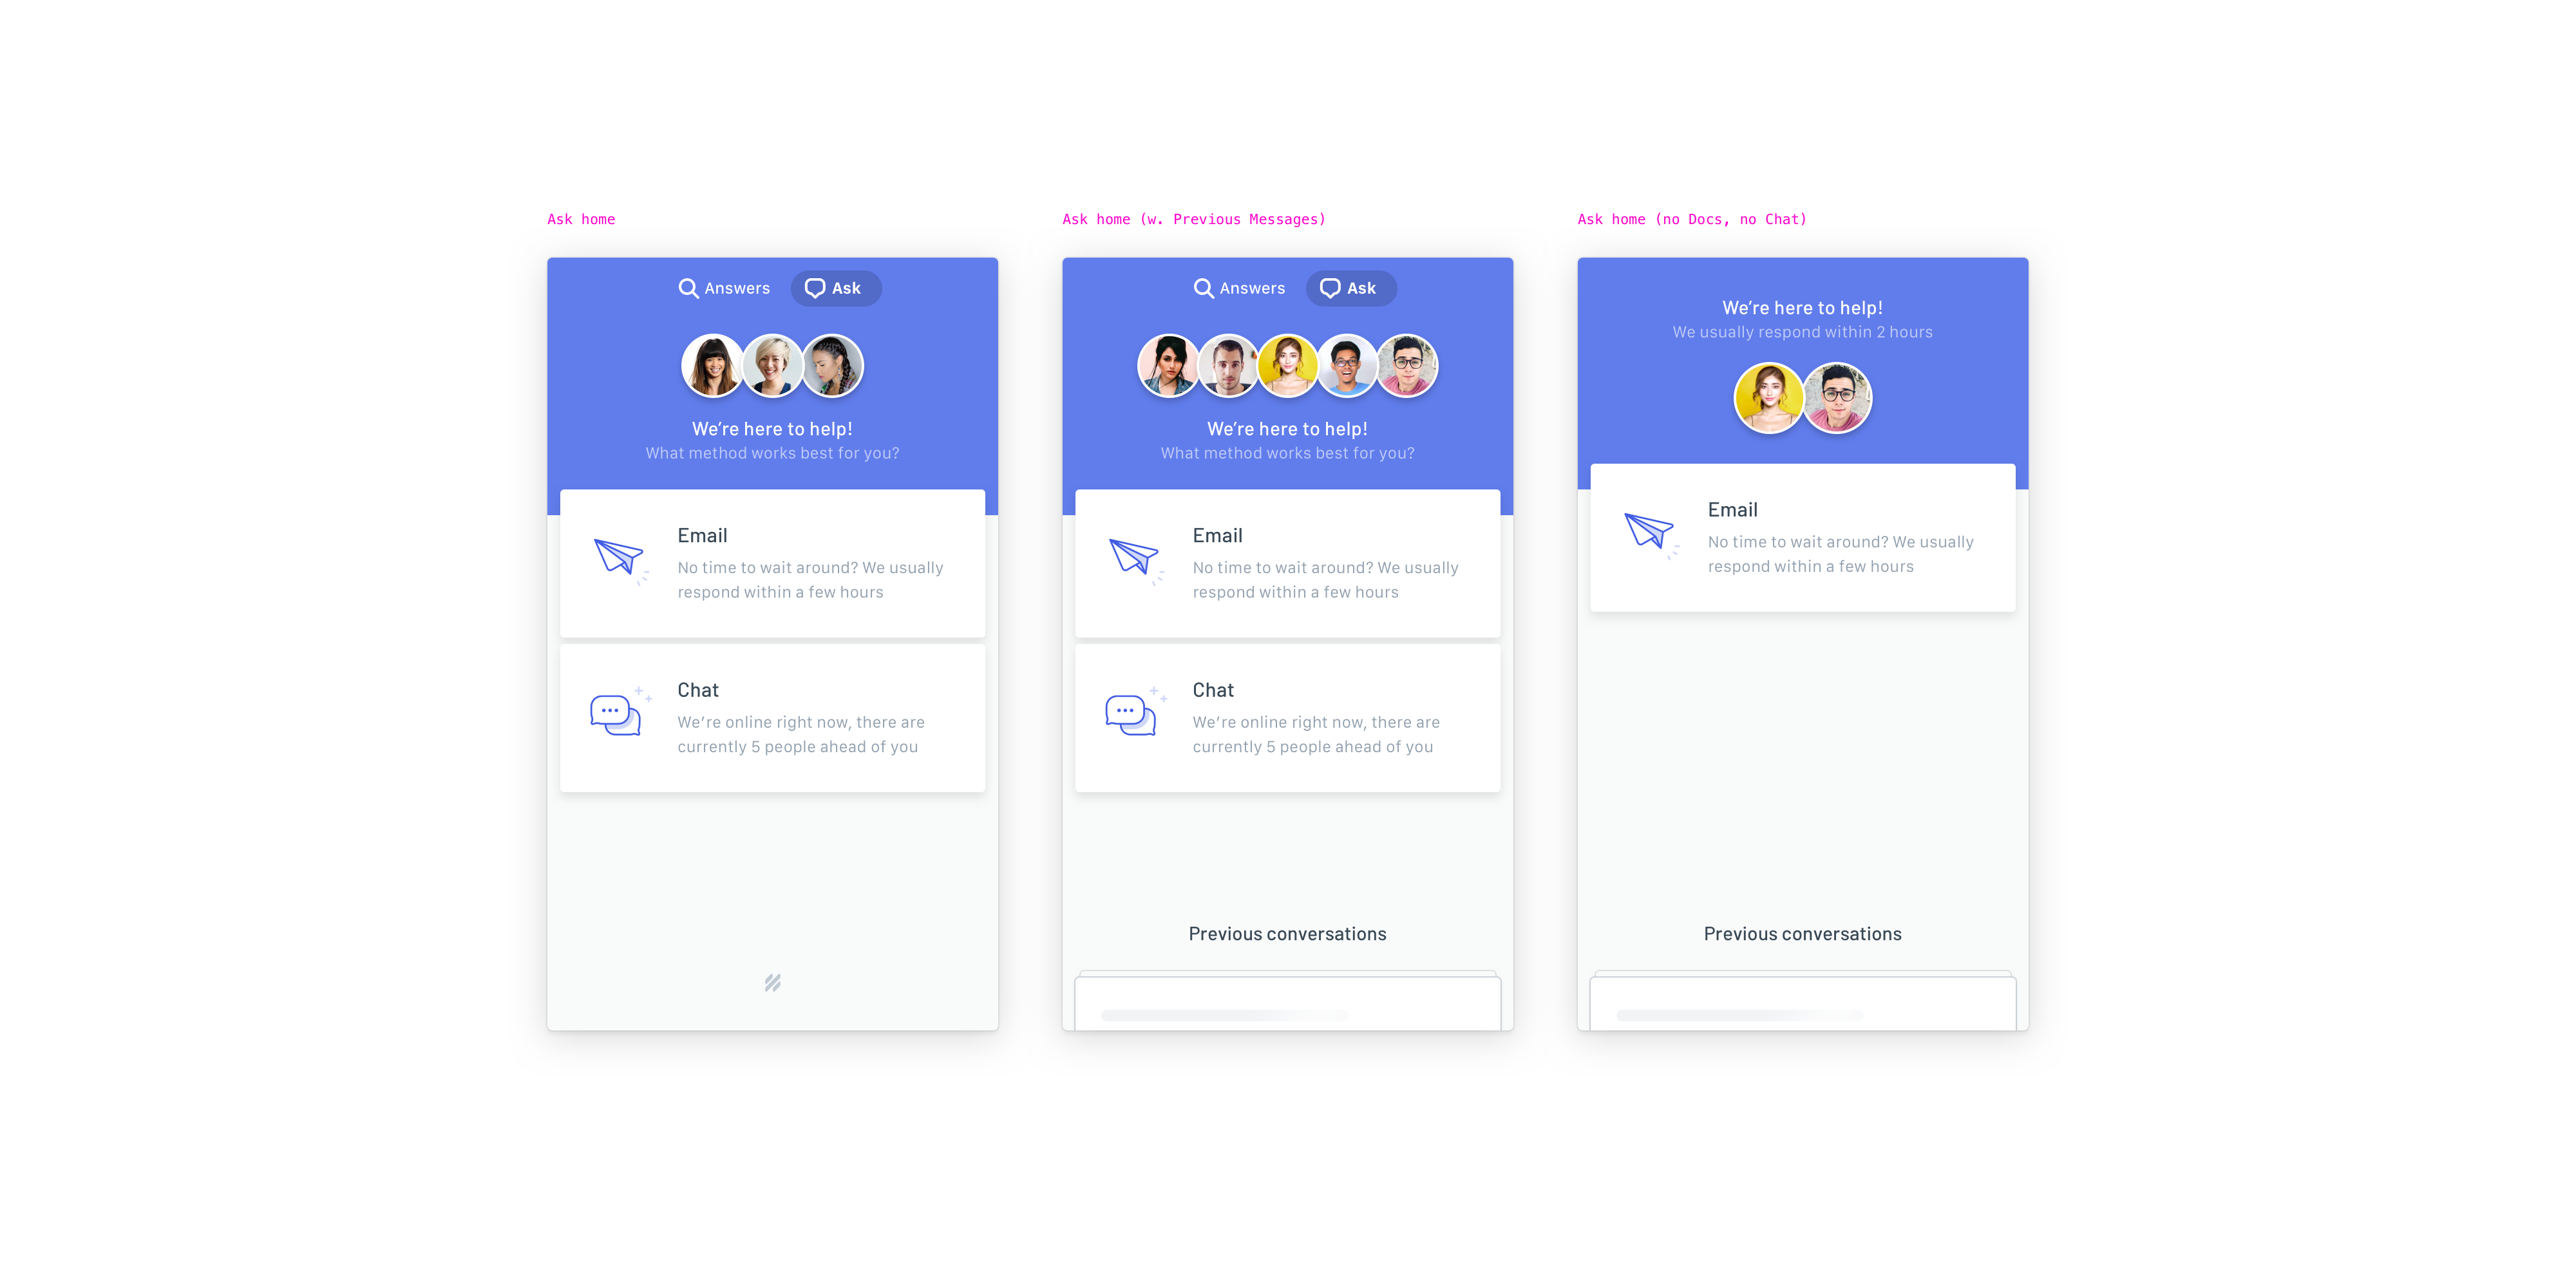 Ask home
Answers
Ask
We’re here to help!
What method works best for you?
Email
No time to wait around? We usually
respond within a few hours
Chat
We’re online right now, there are
currently 5 people ahead of you
Ask home (w. Previous Messages)
Answers
Ask
We’re here to help!
What method works best for you?
Email
No time to wait around? We usually
respond within a few hours
Chat
We’re online right now, there are
currently 5 people ahead of you
Previous conversations
Ask home (no Docs, no Chat)
We’re here to help!
We usually respond within 2 hours
Email
No time to wait around? We usually
respond within a few hours
Previous conversations